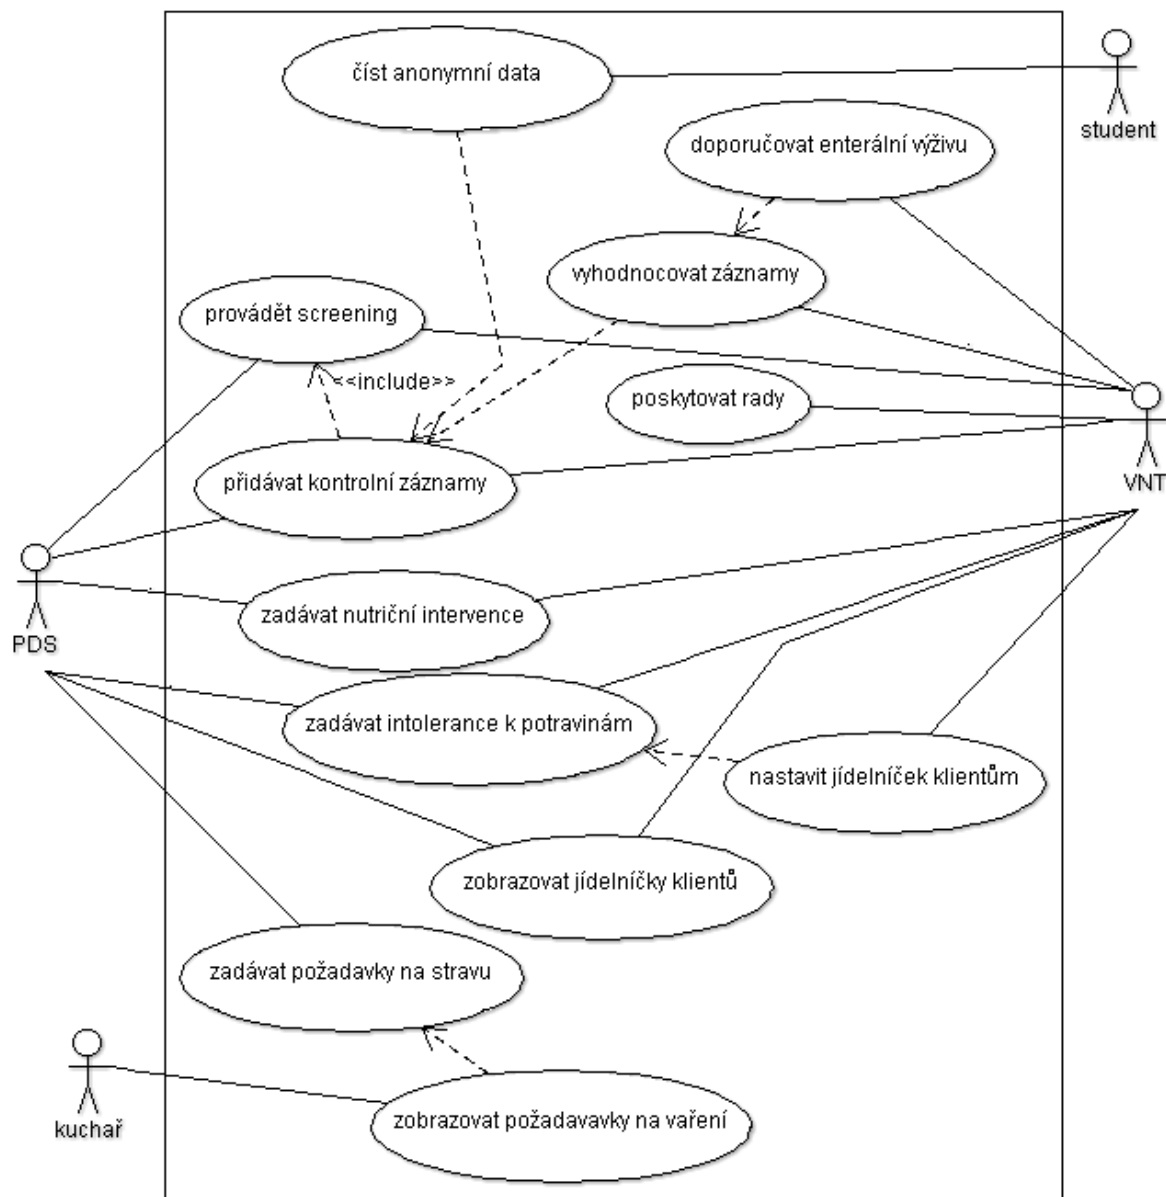 číst anonymní data
student
doporučovat enterální výživu
vyhodnocovat záznamy
provádět screening
<<include>>
poskytovat rady
přidávat kontrolní záznamy
VNT
zadávat nutriční intervence
PDS
zadávat intolerance k potravinám
nastavit jídelníček klientům
zobrazovat jídelníčky klientů
zadávat požadavky na stravu
kuchař
zobrazovat požadavavky na vaření